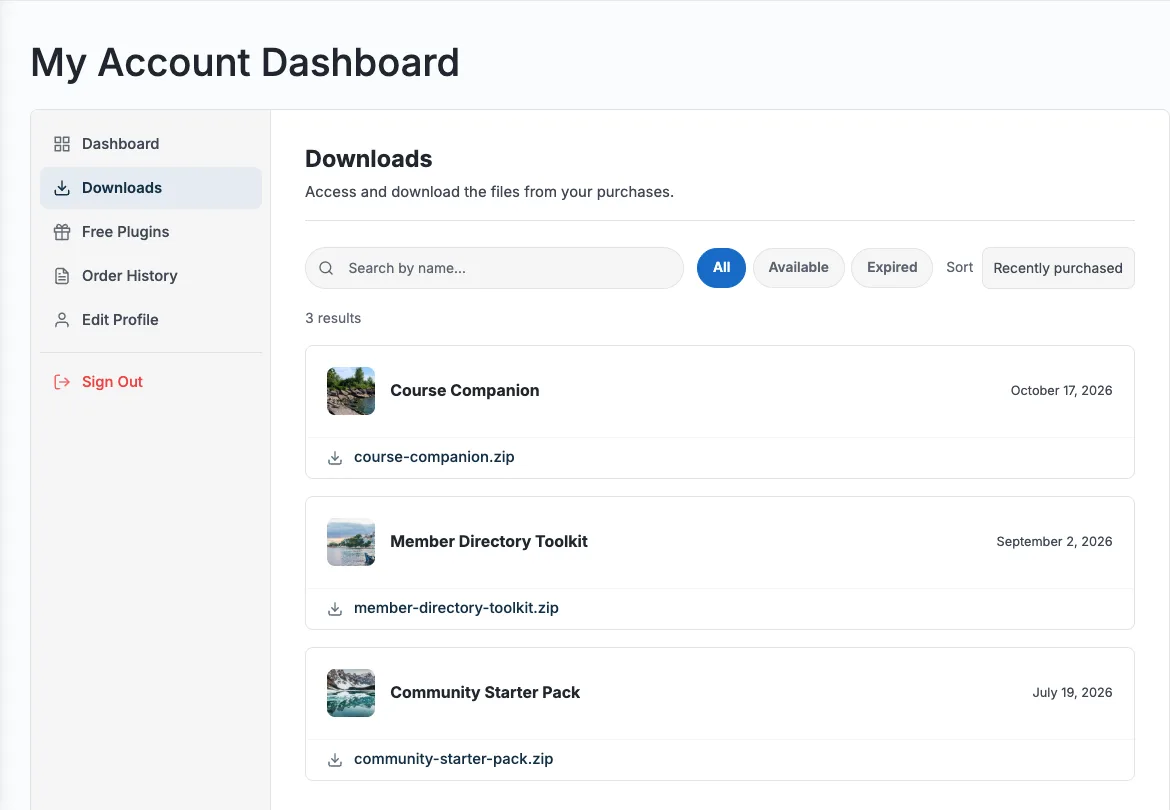 My Account Dashboard
Dashboard
Downloads
Free Plugins
Order History
Edit Profile
Sign Out
Downloads
Access and download the files from your purchases.
Search by name...
All
Available
Expired
Sort
Recently purchased
3 results
Course Companion
October 17, 2026
course-companion.zip
Member Directory Toolkit
September 2, 2026
member-directory-toolkit.zip
Community Starter Pack
July 19, 2026
community-starter-pack.zip